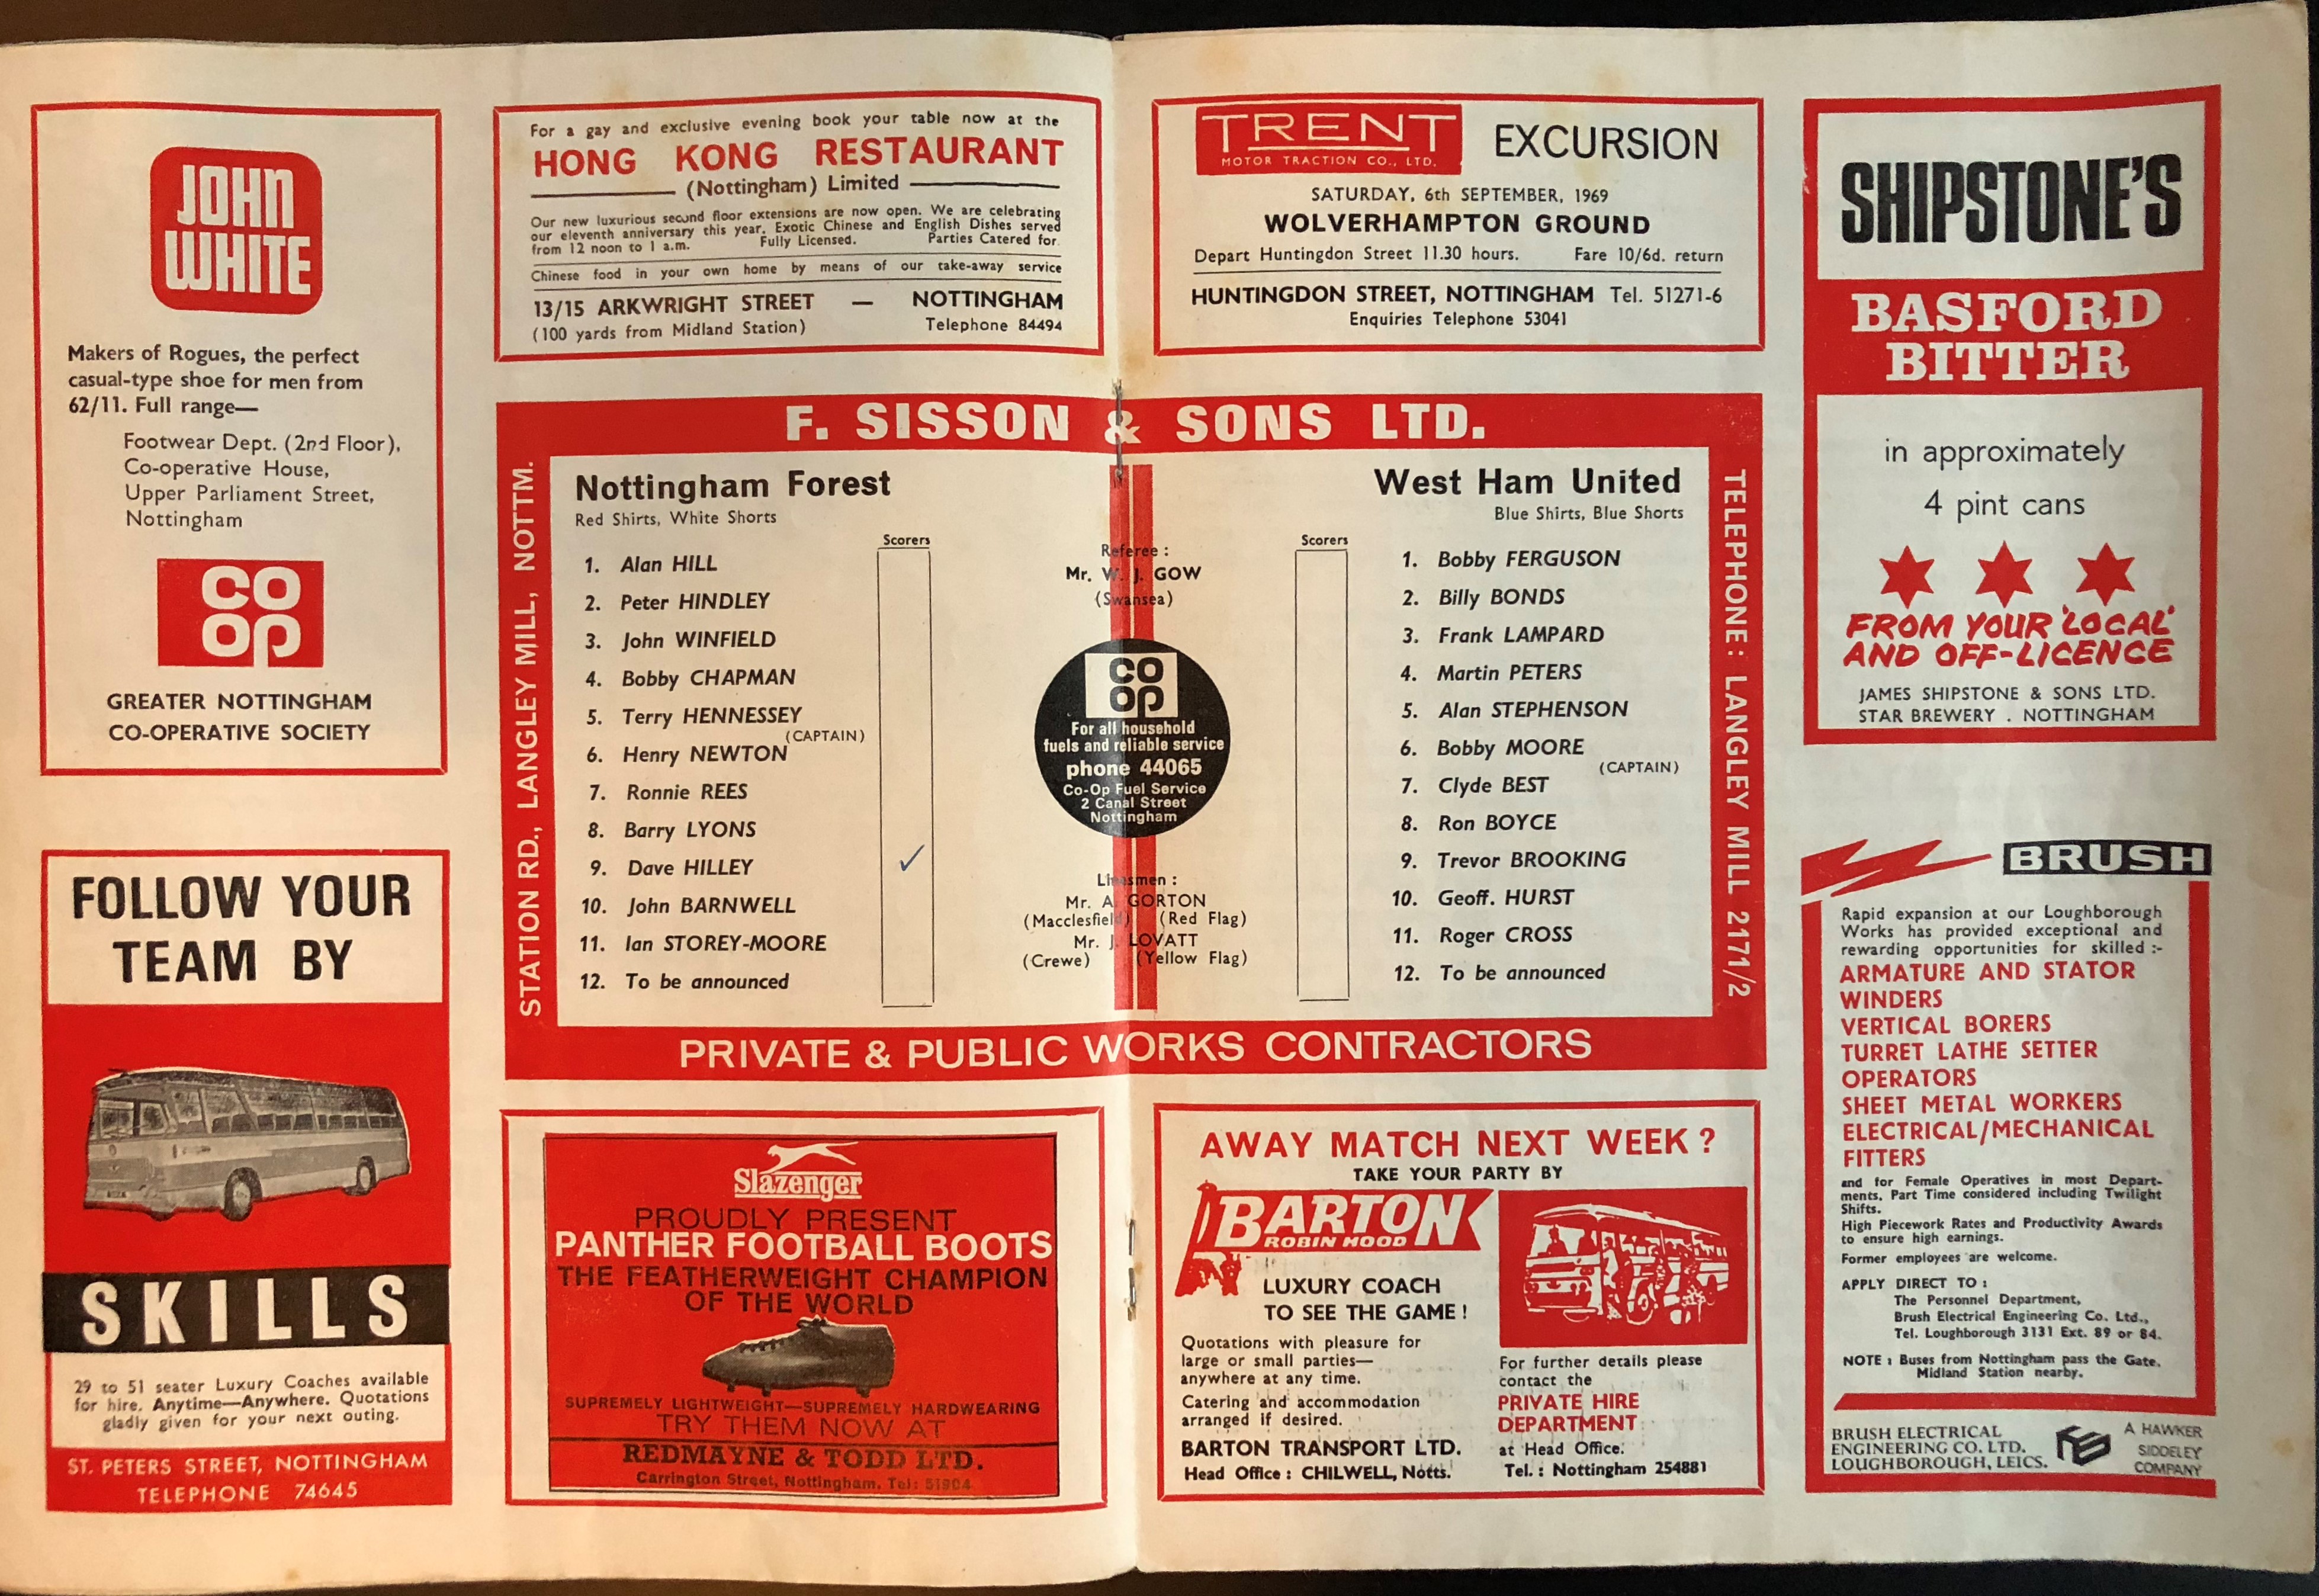 JOHN
WHITE
Makers of Rogues, the perfect
casual-type shoe for men from
62/11. Full range—
Footwear Dept. (2nd Floor),
Co-operative House,
Upper Parliament Street,
Nottingham
CO
OP
GREATER NOTTINGHAM
CO-OPERATIVE SOCIETY
FOLLOW YOUR
TEAM BY
SKILLS
29 to 51 seater Luxury Coaches available
for hire. Anytime—Anywhere. Quotations
gladly given for your next outing.
ST. PETERS STREET, NOTTINGHAM
TELEPHONE 74645
For a gay and exclusive evening book your table now at the
HONG KONG RESTAURANT
(Nottingham) Limited
Our new luxurious second floor extensions are now open. We are celebrating
our eleventh anniversary this year. Exotic Chinese and English Dishes served
from 12 noon to 1 a.m. Fully Licensed. Parties Catered for.
Chinese food in your own home by means of our take-away service
13/15 ARKWRIGHT STREET — NOTTINGHAM
(100 yards from Midland Station) Telephone 84494
TRENT
MOTOR TRACTION CO., LTD.
EXCURSION
SATURDAY, 6th SEPTEMBER, 1969
WOLVERHAMPTON GROUND
Depart Huntingdon Street 11.30 hours. Fare 10/6d. return
HUNTINGDON STREET, NOTTINGHAM Tel. 51271-6
Enquiries Telephone 53041
F. SISSON & SONS LTD.
STATION RD., LANGLEY MILL, NOTTM.
Nottingham Forest
Red Shirts, White Shorts
Scorers
1. Alan HILL
2. Peter HINDLEY
3. John WINFIELD
4. Bobby CHAPMAN
5. Terry HENNESSEY
(CAPTAIN)
6. Henry NEWTON
7. Ronnie REES
8. Barry LYONS
9. Dave HILLEY
10. John BARNWELL
11. Ian STOREY-MOORE
12. To be announced
Referee :
Mr. W. J. GOW
(Swansea)
CO
OP
For all household
fuels and reliable service
phone 44065
Co-Op Fuel Service
2 Canal Street
Nottingham
Linesmen :
Mr. A. GORTON
(Macclesfield) (Red Flag)
Mr. J. LOVATT
(Crewe) (Yellow Flag)
West Ham United
Blue Shirts, Blue Shorts
Scorers
1. Bobby FERGUSON
2. Billy BONDS
3. Frank LAMPARD
4. Martin PETERS
5. Alan STEPHENSON
6. Bobby MOORE
(CAPTAIN)
7. Clyde BEST
8. Ron BOYCE
9. Trevor BROOKING
10. Geoff. HURST
11. Roger CROSS
12. To be announced
TELEPHONE: LANGLEY MILL 2171/2
PRIVATE & PUBLIC WORKS CONTRACTORS
Slazenger
PROUDLY PRESENT
PANTHER FOOTBALL BOOTS
THE FEATHERWEIGHT CHAMPION
OF THE WORLD
SUPREMELY LIGHTWEIGHT—SUPREMELY HARDWEARING
TRY THEM NOW AT
REDMAYNE & TODD LTD.
Carrington Street, Nottingham. Tel: 51904
AWAY MATCH NEXT WEEK ?
TAKE YOUR PARTY BY
BARTON
ROBIN HOOD
LUXURY COACH
TO SEE THE GAME !
Quotations with pleasure for
large or small parties—
anywhere at any time.
Catering and accommodation
arranged if desired.
BARTON TRANSPORT LTD.
Head Office : CHILWELL, Notts.
For further details please
contact the
PRIVATE HIRE
DEPARTMENT
at Head Office.
Tel. : Nottingham 254881
SHIPSTONE'S
BASFORD
BITTER
in approximately
4 pint cans
FROM YOUR 'LOCAL'
AND OFF-LICENCE
JAMES SHIPSTONE & SONS LTD.
STAR BREWERY . NOTTINGHAM
BRUSH
Rapid expansion at our Loughborough
Works has provided exceptional and
rewarding opportunities for skilled :-
ARMATURE AND STATOR
WINDERS
VERTICAL BORERS
TURRET LATHE SETTER
OPERATORS
SHEET METAL WORKERS
ELECTRICAL/MECHANICAL
FITTERS
and for Female Operatives in most Depart-
ments. Part Time considered including Twilight
Shifts.
High Piecework Rates and Productivity Awards
to ensure high earnings.
Former employees are welcome.
APPLY DIRECT TO :
The Personnel Department,
Brush Electrical Engineering Co. Ltd.,
Tel. Loughborough 3131 Ext. 89 or 84.
NOTE : Buses from Nottingham pass the Gate.
Midland Station nearby.
BRUSH ELECTRICAL
ENGINEERING CO. LTD.
LOUGHBOROUGH, LEICS.
A HAWKER
SIDDELEY
COMPANY